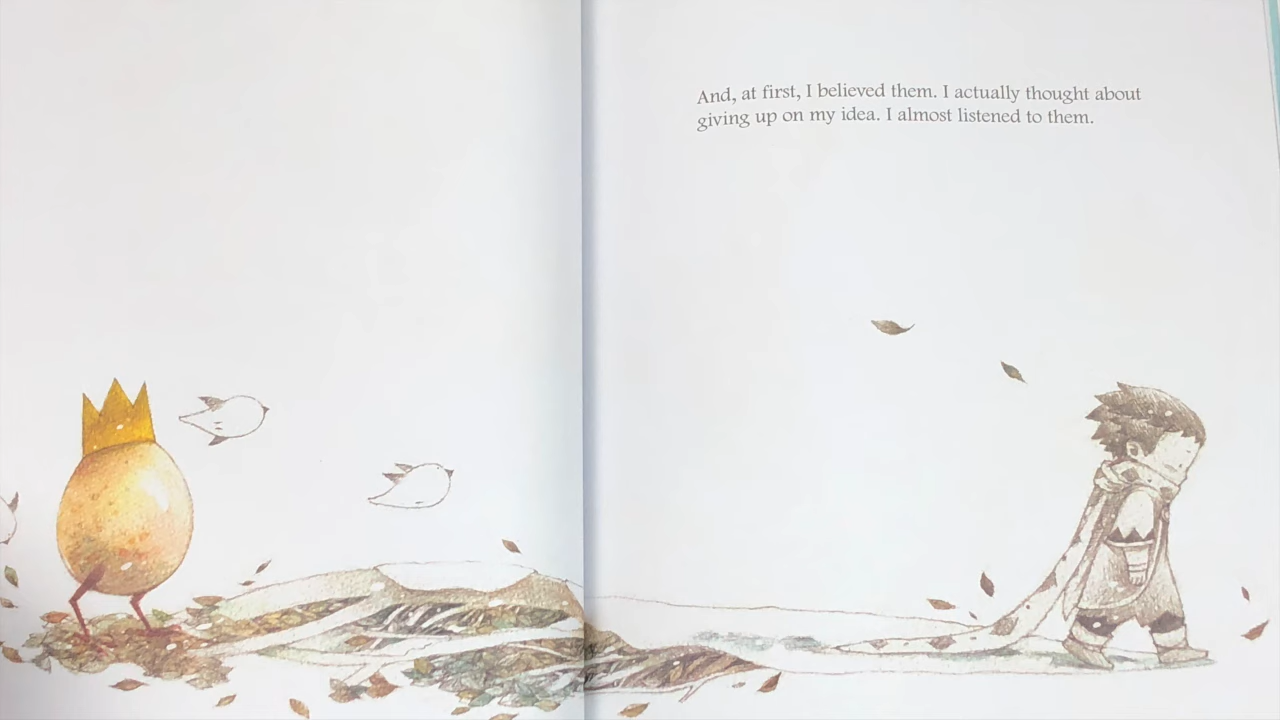 And, at first, I believed them. I actually thought about
giving up on my idea. I almost listened to them.